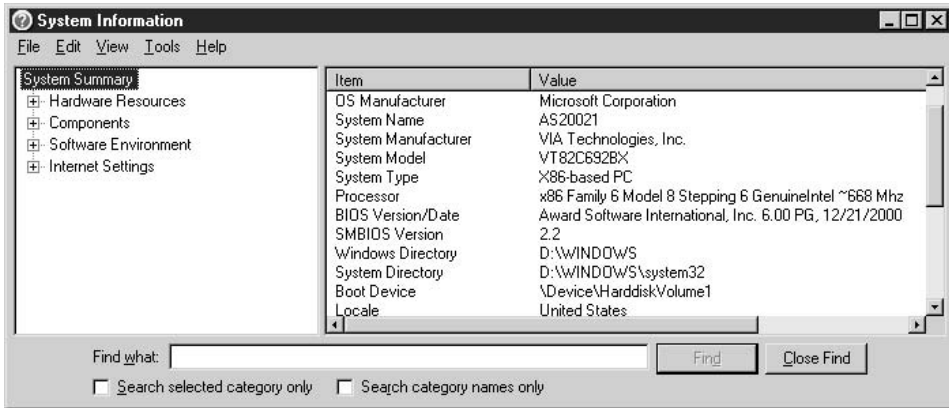 System Information
File Edit View Tools Help
System Summary
Hardware Resources
Components
Software Environment
Internet Settings
Item Value
OS Manufacturer Microsoft Corporation
System Name AS20021
System Manufacturer VIA Technologies, Inc.
System Model VT82C692BX
System Type X86-based PC
Processor x86 Family 6 Model 8 Stepping 6 GenuineIntel ~668 Mhz
BIOS Version/Date Award Software International, Inc. 6.00 PG, 12/21/2000
SMBIOS Version 2.2
Windows Directory D:\WINDOWS
System Directory D:\WINDOWS\system32
Boot Device \Device\HarddiskVolume1
Locale United States
Find what: Find Close Find
Search selected category only Search category names only